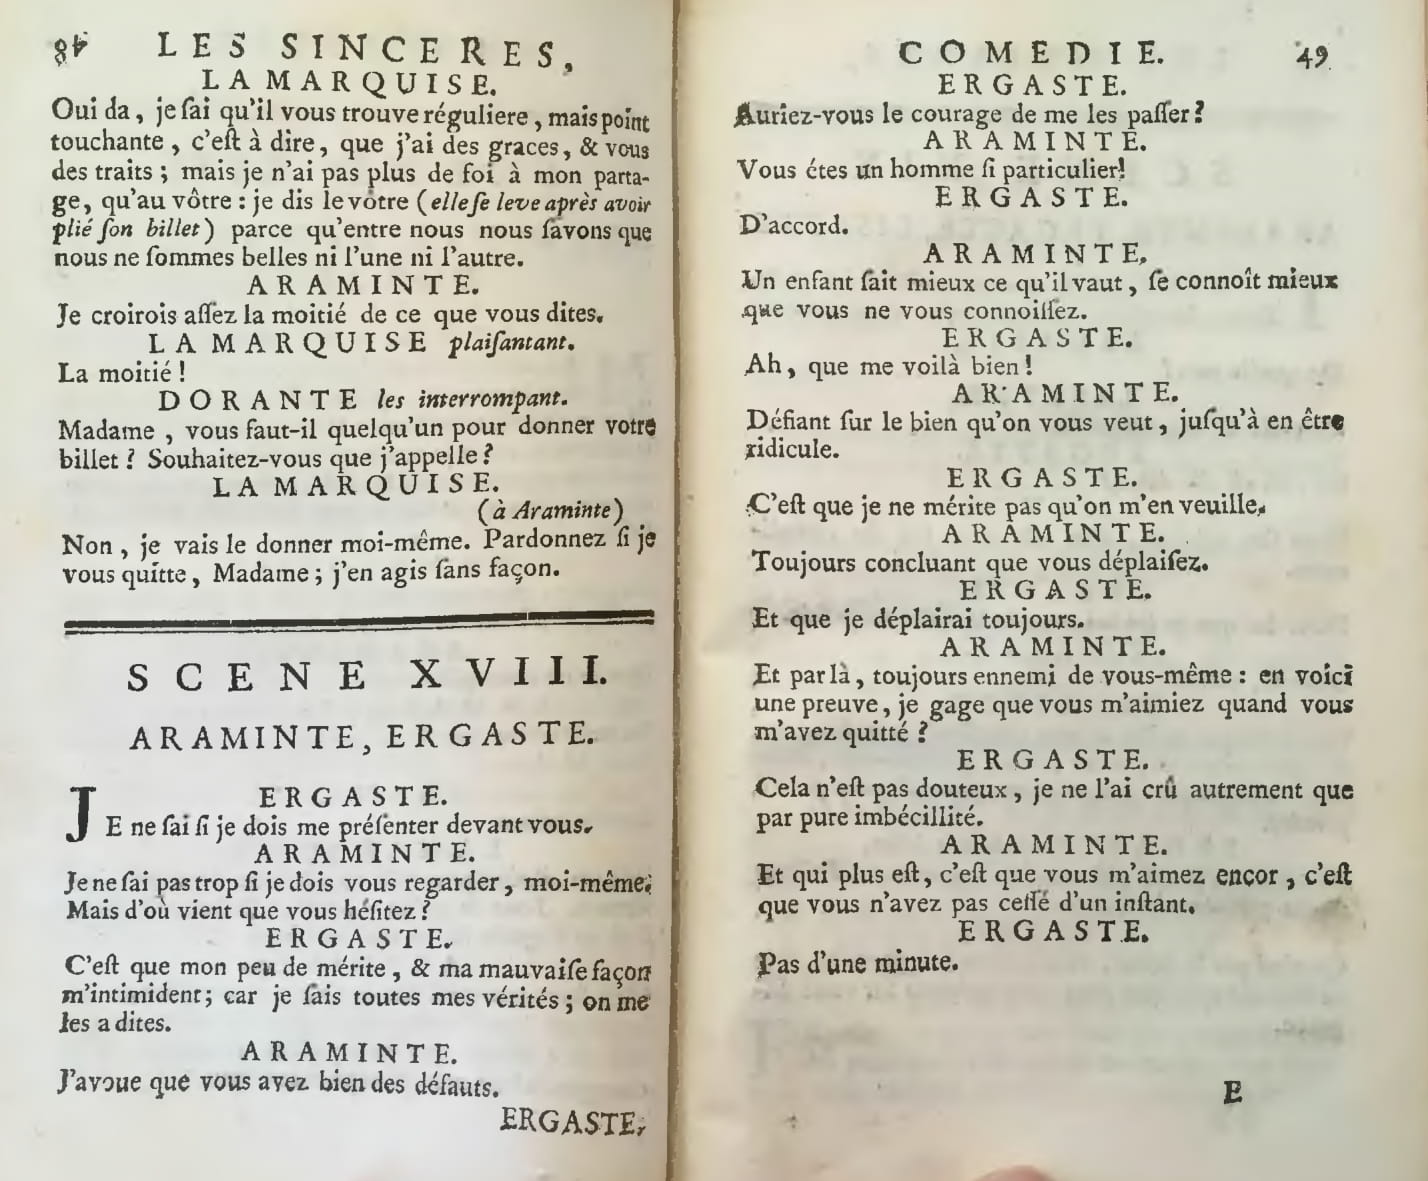 84 LES SINCERES,
LA MARQUISE.
Oui da, je ſai qu'il vous trouve réguliere, mais point
touchante, c'eſt à dire, que j'ai des graces, & vous
des traits; mais je n'ai pas plus de foi à mon parta-
ge, qu'au vôtre: je dis le vôtre (elle ſe leve après avoir
plié ſon billet) parce qu'entre nous nous ſavons que
nous ne ſommes belles ni l'une ni l'autre.
ARAMINTE.
Je croirois aſſez la moitié de ce que vous dites.
LA MARQUISE plaiſantant.
La moitié!
DORANTE les interrompant.
Madame, vous faut-il quelqu'un pour donner votre
billet? Souhaitez-vous que j'appelle?
LA MARQUISE.
(à Araminte)
Non, je vais le donner moi-même. Pardonnez ſi je
vous quitte, Madame; j'en agis ſans façon.
SCENE XVIII.
ARAMINTE, ERGASTE.
ERGASTE.
JE ne ſai ſi je dois me préſenter devant vous.
ARAMINTE.
Je ne ſai pas trop ſi je dois vous regarder, moi-même.
Mais d'où vient que vous héſitez?
ERGASTE.
C'eſt que mon peu de mérite, & ma mauvaiſe façon
m'intimident; car je ſais toutes mes vérités; on me
les a dites.
ARAMINTE.
J'avoue que vous avez bien des défauts.
ERGASTE,
COMEDIE. 49
ERGASTE.
Auriez-vous le courage de me les paſſer?
ARAMINTE.
Vous étes un homme ſi particulier!
ERGASTE.
D'accord.
ARAMINTE,
Un enfant ſait mieux ce qu'il vaut, ſe connoît mieux
que vous ne vous connoiſſez.
ERGASTE.
Ah, que me voilà bien!
ARAMINTE.
Défiant ſur le bien qu'on vous veut, juſqu'à en être
ridicule.
ERGASTE.
C'eſt que je ne mérite pas qu'on m'en veuille.
ARAMINTE.
Toujours concluant que vous déplaiſez.
ERGASTE.
Et que je déplairai toujours.
ARAMINTE.
Et par là, toujours ennemi de vous-même: en voici
une preuve, je gage que vous m'aimiez quand vous
m'avez quitté?
ERGASTE.
Cela n'eſt pas douteux, je ne l'ai crû autrement que
par pure imbécillité.
ARAMINTE.
Et qui plus eſt, c'eſt que vous m'aimez encor, c'eſt
que vous n'avez pas ceſſé d'un inſtant.
ERGASTE.
Pas d'une minute.
E